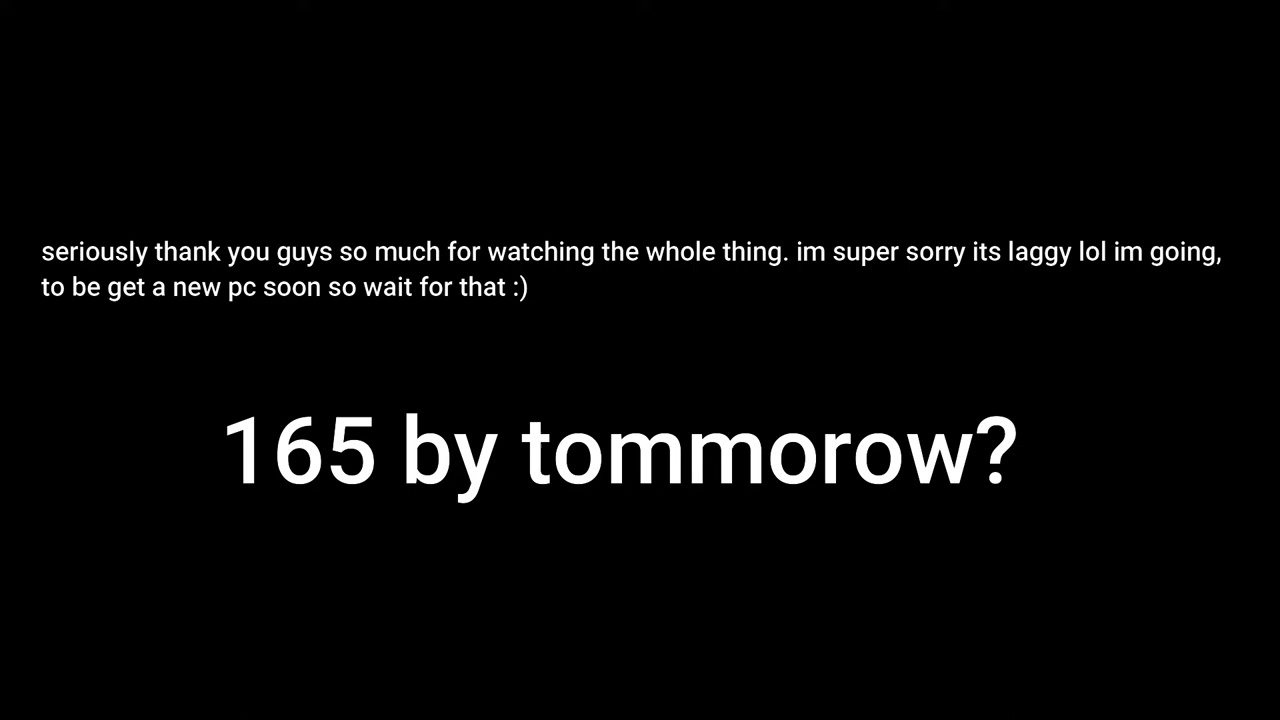 seriously thank you guys so much for watching the whole thing. im super sorry its laggy lol im going,
to be get a new pc soon so wait for that :)
165 by tommorow?